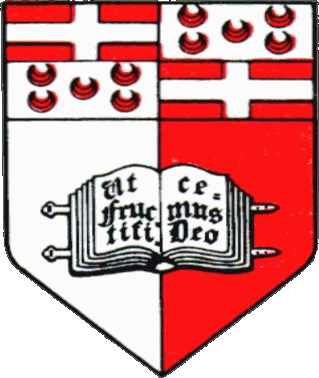 Ut
fruc
tifi.
ce=
mus
Deo